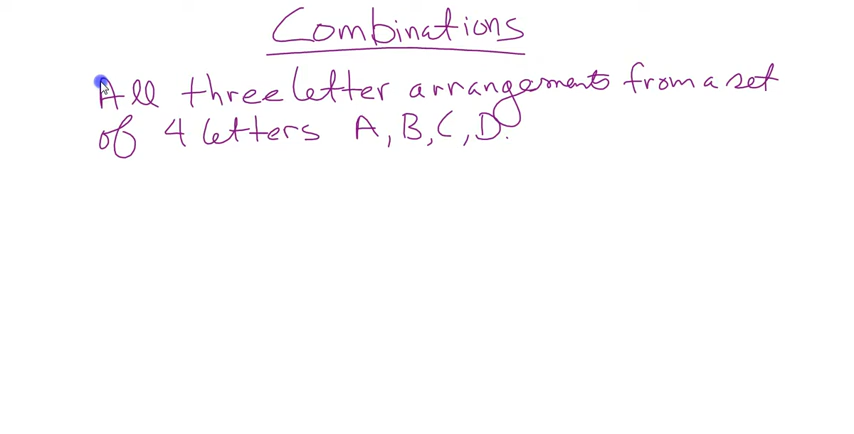 Combinations
All three letter arrangements from a set
of 4 letters A, B, C, D.